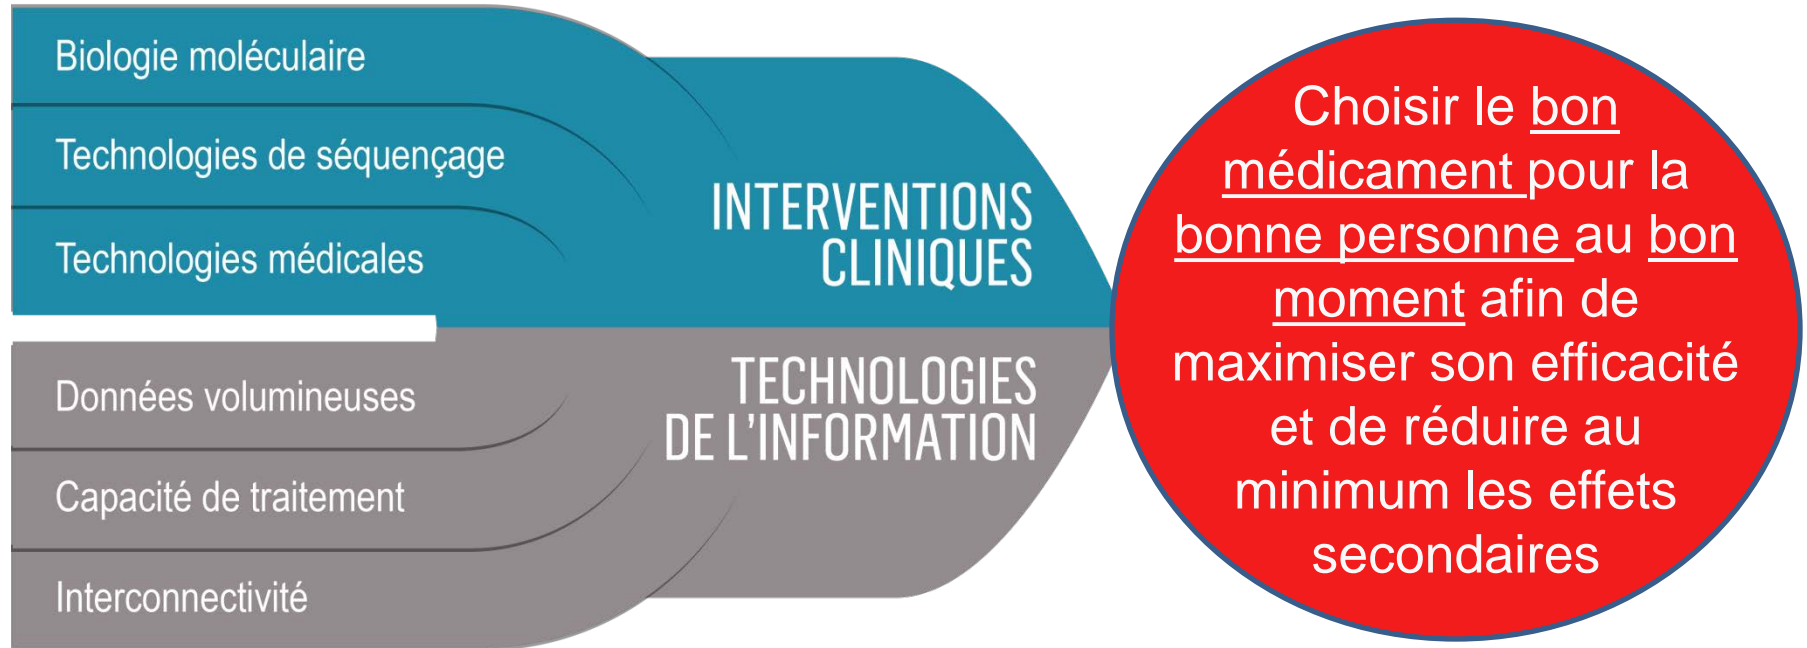 Biologie moléculaire
Technologies de séquençage
Technologies médicales
INTERVENTIONS
CLINIQUES
Données volumineuses
Capacité de traitement
Interconnectivité
TECHNOLOGIES
DE L'INFORMATION
Choisir le bon
médicament pour la
bonne personne au bon
moment afin de
maximiser son efficacité
et de réduire au
minimum les effets
secondaires